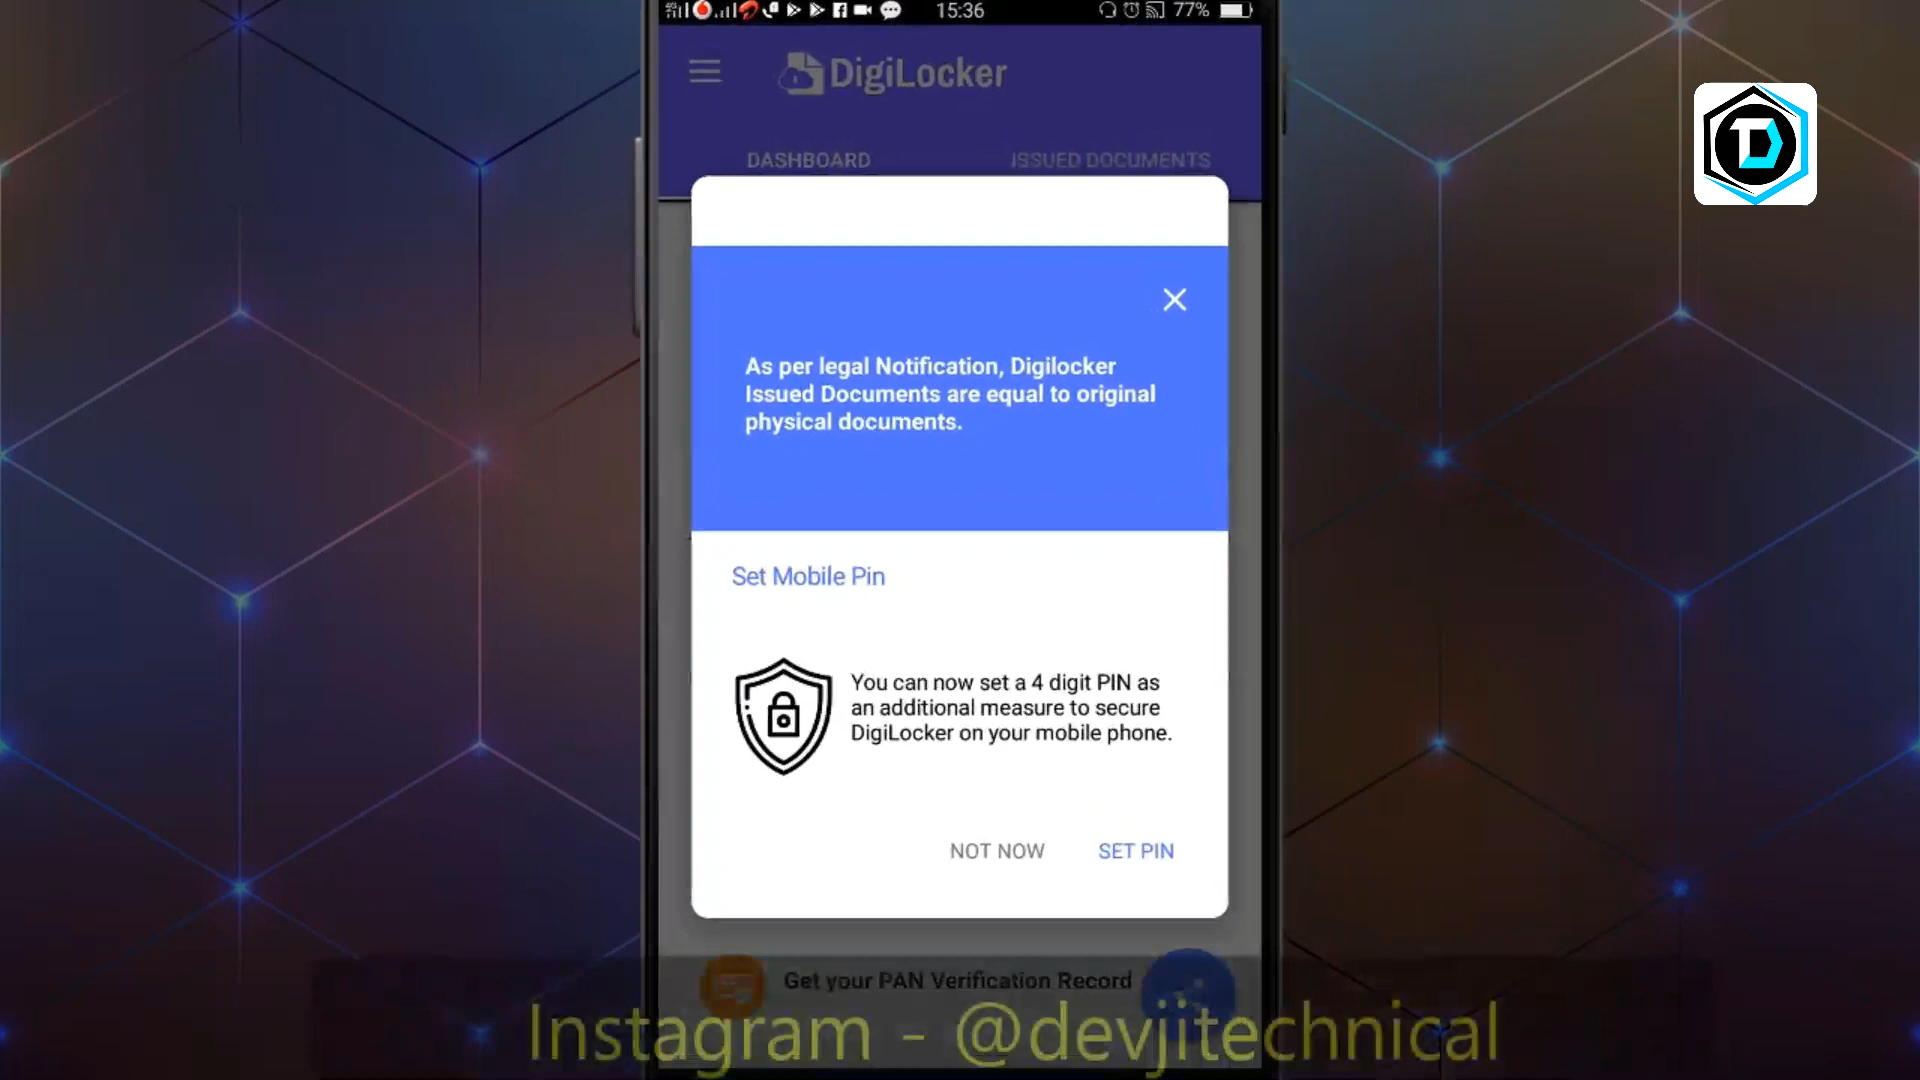 15:36
77%
DigiLocker
DASHBOARD
ISSUED DOCUMENTS
As per legal Notification, Digilocker
Issued Documents are equal to original
physical documents.
Set Mobile Pin
You can now set a 4 digit PIN as
an additional measure to secure
DigiLocker on your mobile phone.
NOT NOW
SET PIN
Get your PAN Verification Record
Instagram - @devjitechnical